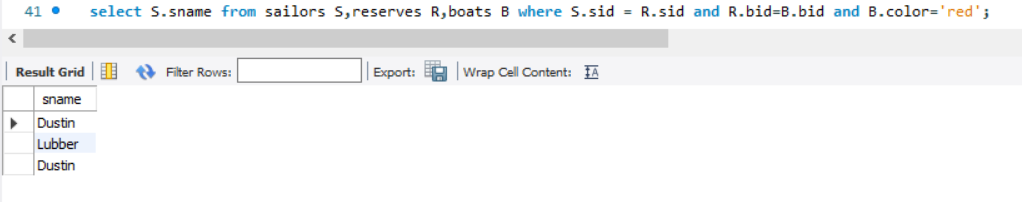 41 select S.sname from sailors S,reserves R,boats B where S.sid = R.sid and R.bid=B.bid and B.color='red';
Result Grid Filter Rows: Export: Wrap Cell Content: IA
sname
Dustin
Lubber
Dustin